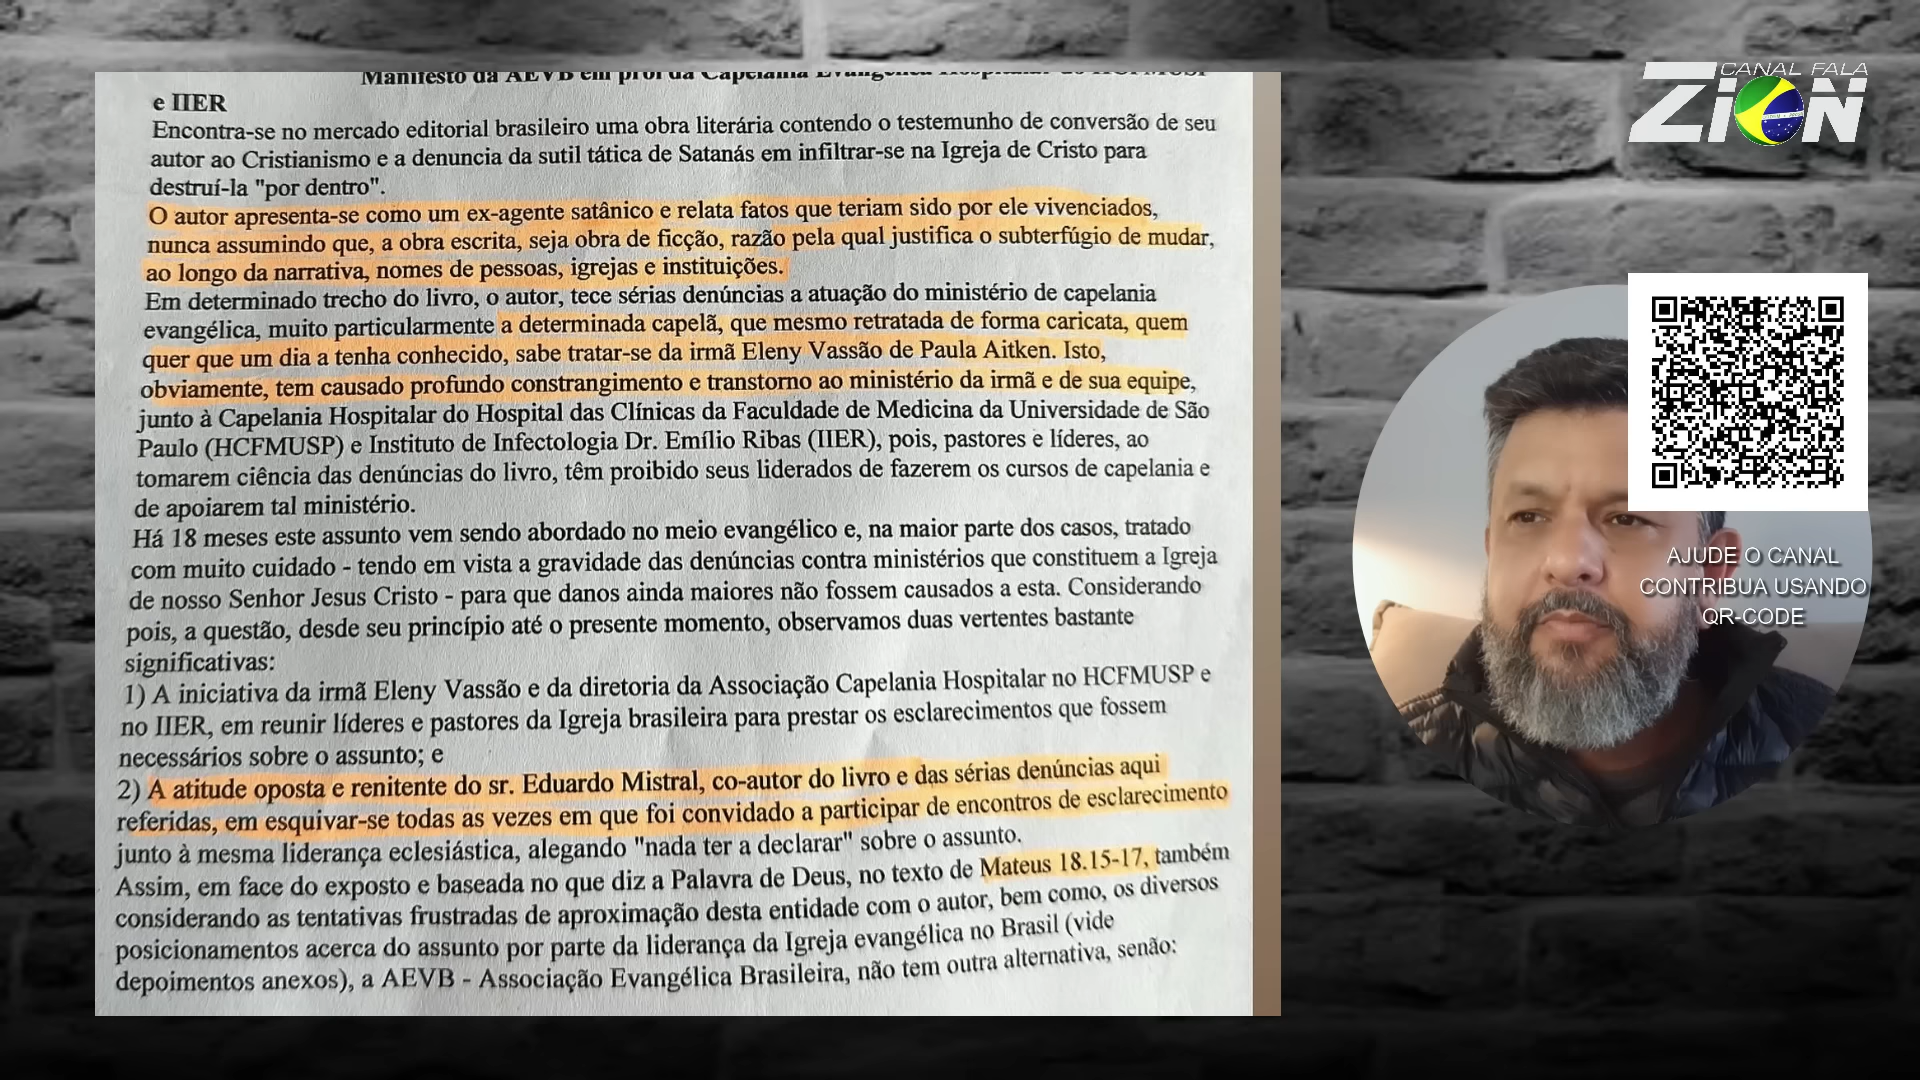 Manifesto da AEVB em prol da Capelania Evangélica Hospitalar do HCFMUSP
e IIER
Encontra-se no mercado editorial brasileiro uma obra literária contendo o testemunho de conversão de seu
autor ao Cristianismo e a denuncia da sutil tática de Satanás em infiltrar-se na Igreja de Cristo para
destruí-la "por dentro".
O autor apresenta-se como um ex-agente satânico e relata fatos que teriam sido por ele vivenciados,
nunca assumindo que, a obra escrita, seja obra de ficção, razão pela qual justifica o subterfúgio de mudar,
ao longo da narrativa, nomes de pessoas, igrejas e instituições.
Em determinado trecho do livro, o autor, tece sérias denúncias a atuação do ministério de capelania
evangélica, muito particularmente a determinada capelã, que mesmo retratada de forma caricata, quem
quer que um dia a tenha conhecido, sabe tratar-se da irmã Eleny Vassão de Paula Aitken. Isto,
obviamente, tem causado profundo constrangimento e transtorno ao ministério da irmã e de sua equipe,
junto à Capelania Hospitalar do Hospital das Clínicas da Faculdade de Medicina da Universidade de São
Paulo (HCFMUSP) e Instituto de Infectologia Dr. Emílio Ribas (IIER), pois, pastores e líderes, ao
tomarem ciência das denúncias do livro, têm proibido seus liderados de fazerem os cursos de capelania e
de apoiarem tal ministério.
Há 18 meses este assunto vem sendo abordado no meio evangélico e, na maior parte dos casos, tratado
com muito cuidado - tendo em vista a gravidade das denúncias contra ministérios que constituem a Igreja
de nosso Senhor Jesus Cristo - para que danos ainda maiores não fossem causados a esta. Considerando
pois, a questão, desde seu princípio até o presente momento, observamos duas vertentes bastante
significativas:
1) A iniciativa da irmã Eleny Vassão e da diretoria da Associação Capelania Hospitalar no HCFMUSP e
no IIER, em reunir líderes e pastores da Igreja brasileira para prestar os esclarecimentos que fossem
necessários sobre o assunto; e
2) A atitude oposta e renitente do sr. Eduardo Mistral, co-autor do livro e das sérias denúncias aqui
referidas, em esquivar-se todas as vezes em que foi convidado a participar de encontros de esclarecimento
junto à mesma liderança eclesiástica, alegando "nada ter a declarar" sobre o assunto.
Assim, em face do exposto e baseada no que diz a Palavra de Deus, no texto de Mateus 18.15-17, também
considerando as tentativas frustradas de aproximação desta entidade com o autor, bem como, os diversos
posicionamentos acerca do assunto por parte da liderança da Igreja evangélica no Brasil (vide
depoimentos anexos), a AEVB - Associação Evangélica Brasileira, não tem outra alternativa, senão:
CANAL FALA
ZION
AJUDE O CANAL
CONTRIBUA USANDO
QR-CODE